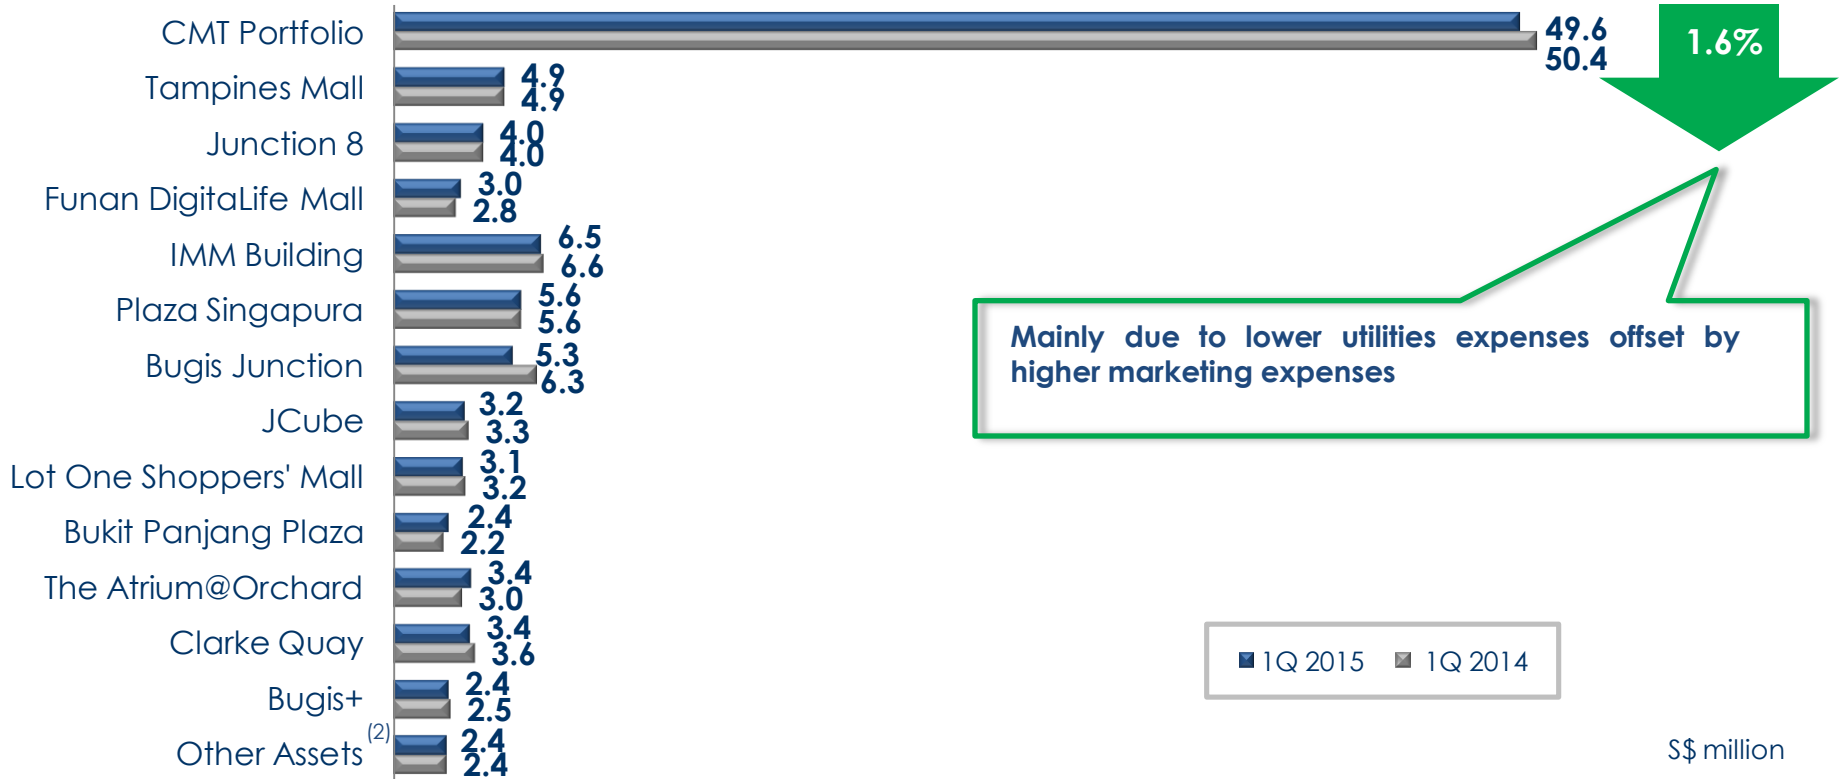 CMT Portfolio
49.6
50.4
1.6%
Tampines Mall
4.9
4.9
Junction 8
4.0
4.0
Funan DigitaLife Mall
3.0
2.8
IMM Building
6.5
6.6
Plaza Singapura
5.6
5.6
Mainly due to lower utilities expenses offset by
higher marketing expenses
Bugis Junction
5.3
6.3
JCube
3.2
3.3
Lot One Shoppers' Mall
3.1
3.2
Bukit Panjang Plaza
2.4
2.2
The Atrium@Orchard
3.4
3.0
Clarke Quay
3.4
3.6
1Q 2015 1Q 2014
Bugis+
2.4
2.5
Other Assets (2)
2.4
2.4
S$ million